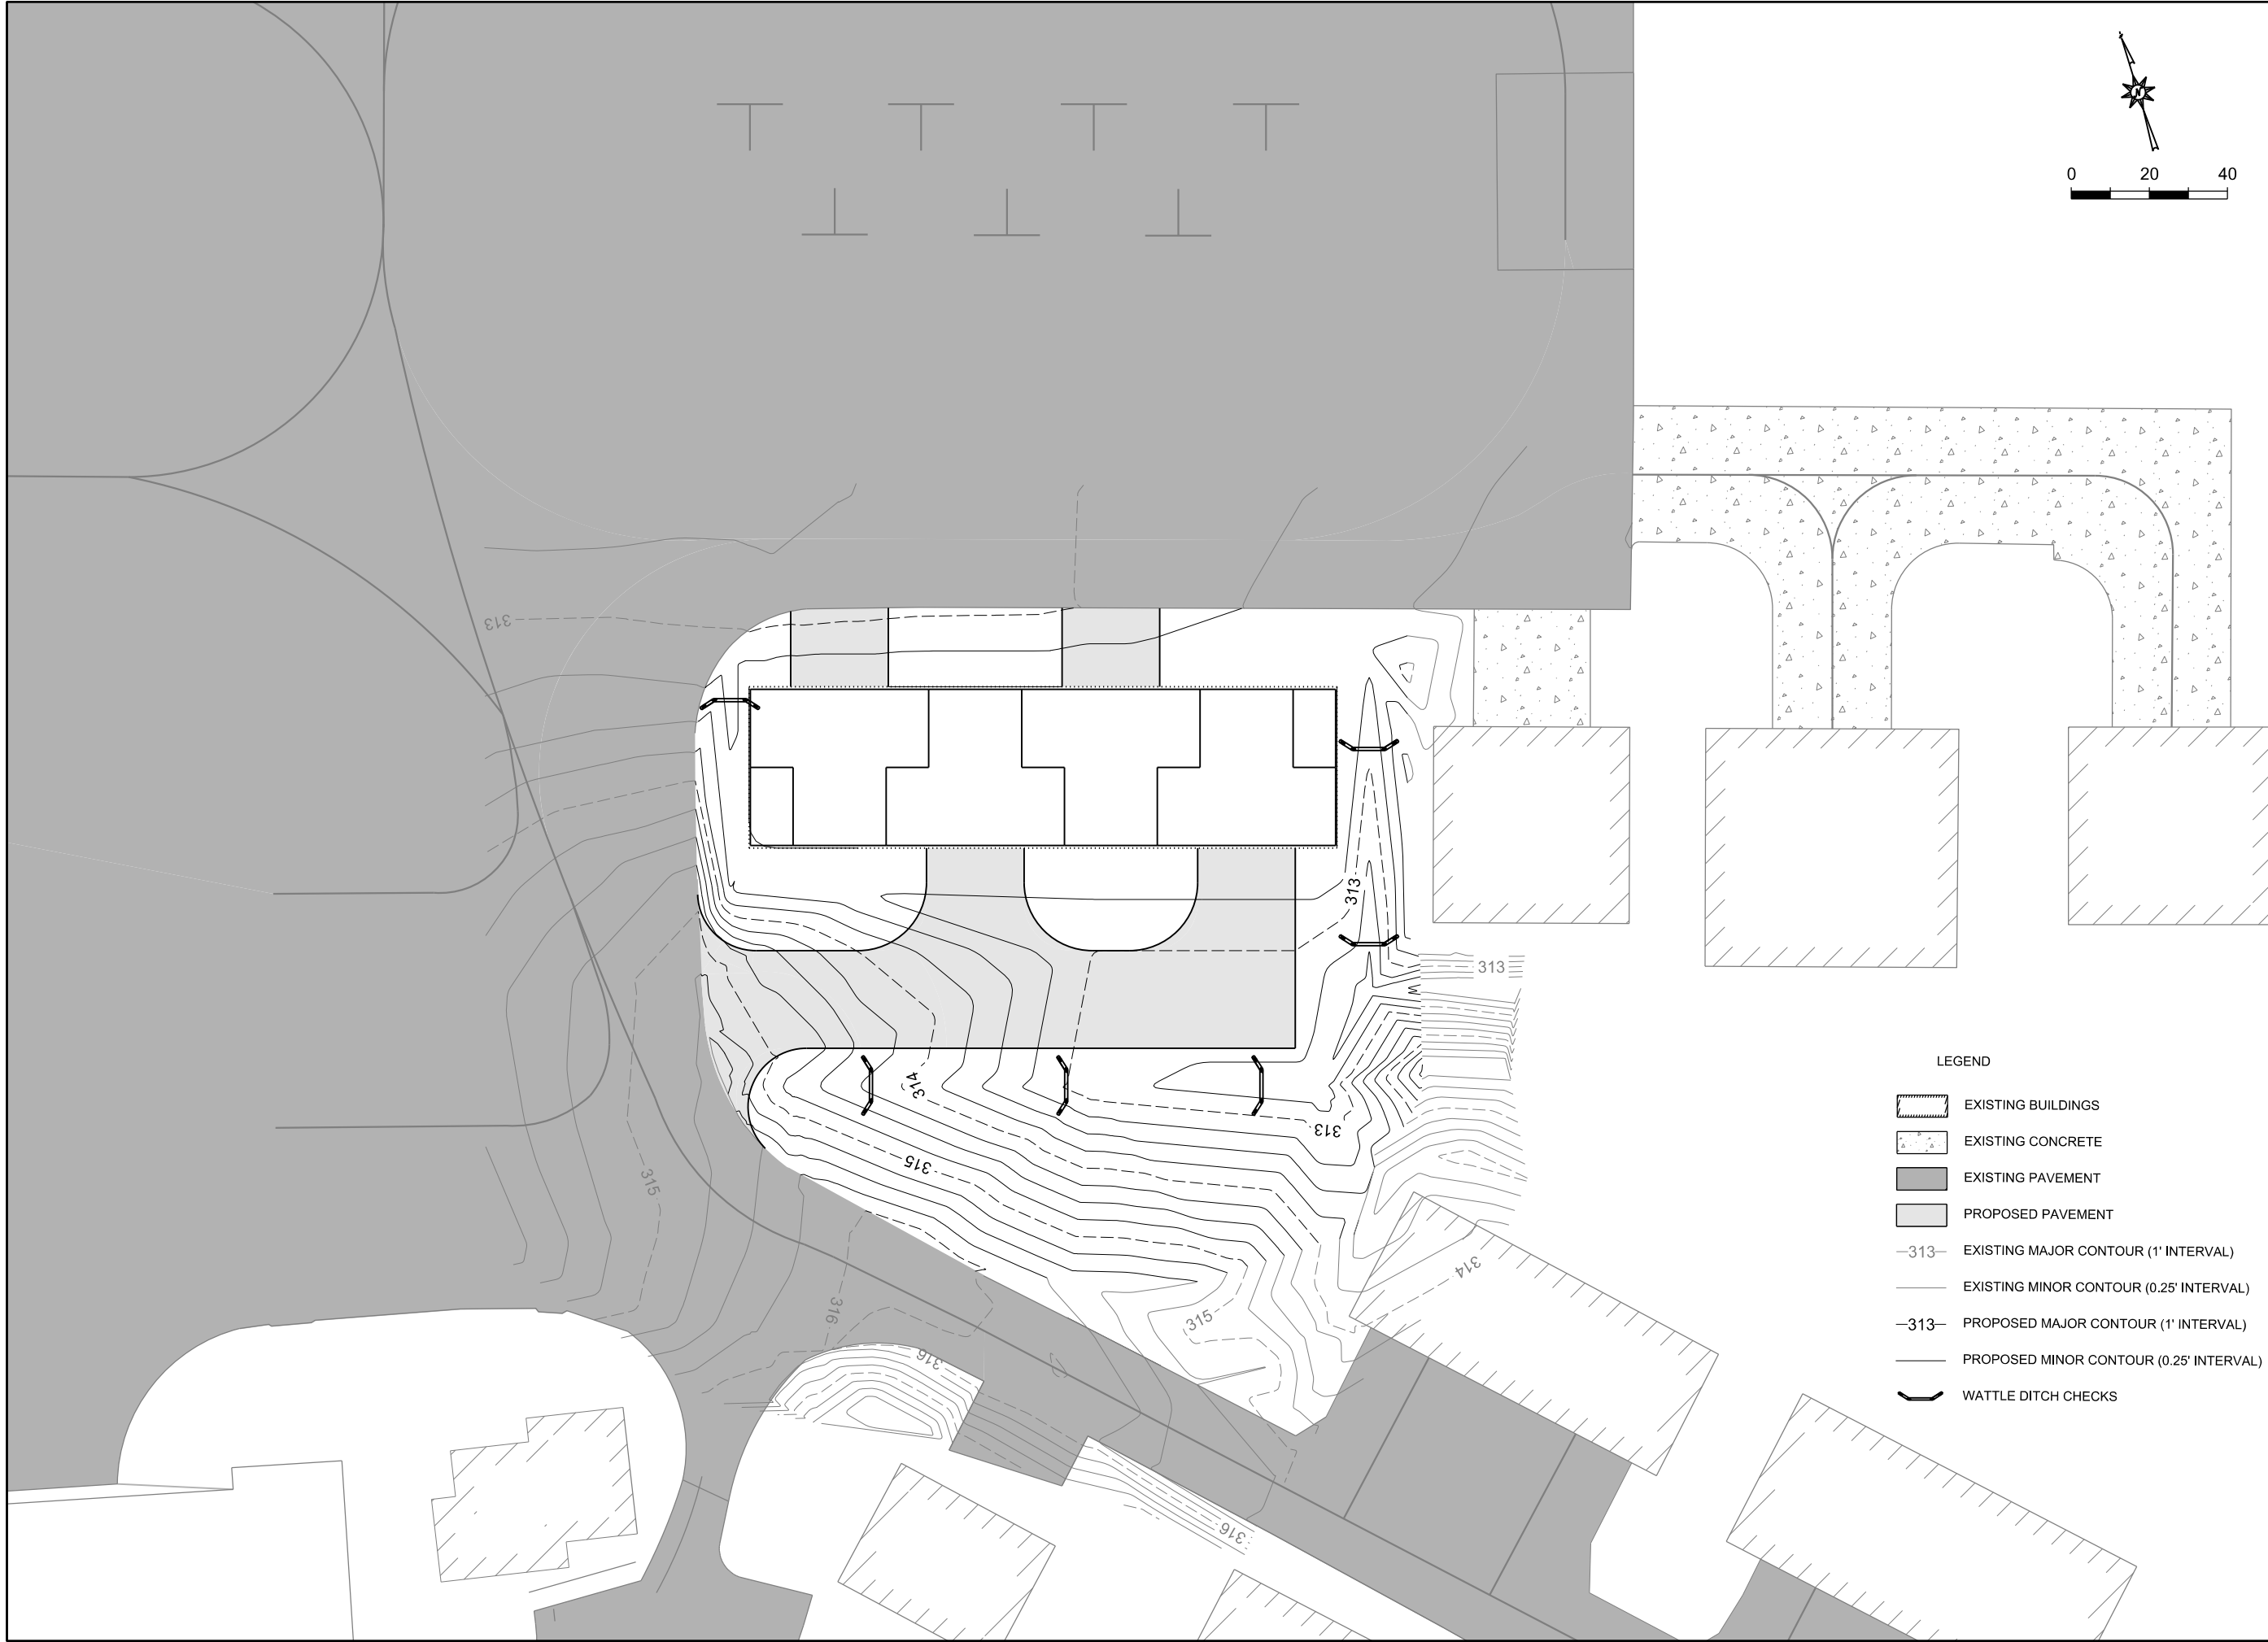 N
0 20 40
313
313
313
314
313
315
315
314
315
316
316
316
LEGEND
EXISTING BUILDINGS
EXISTING CONCRETE
EXISTING PAVEMENT
PROPOSED PAVEMENT
313 EXISTING MAJOR CONTOUR (1' INTERVAL)
EXISTING MINOR CONTOUR (0.25' INTERVAL)
313 PROPOSED MAJOR CONTOUR (1' INTERVAL)
PROPOSED MINOR CONTOUR (0.25' INTERVAL)
WATTLE DITCH CHECKS